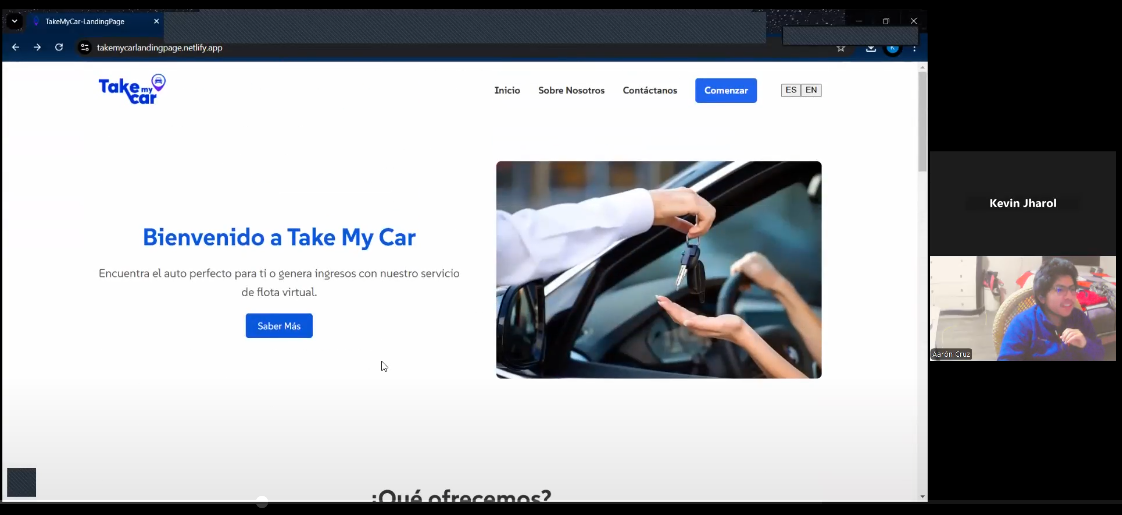 TakeMyCar-LandingPage
takemycarlandingpage.netlify.app
Take my car
Inicio
Sobre Nosotros
Contáctanos
Comenzar
ES EN
Bienvenido a Take My Car
Encuentra el auto perfecto para ti o genera ingresos con nuestro servicio
de flota virtual.
Saber Más
¿Qué ofrecemos?
Kevin Jharol
Aarón Cruz